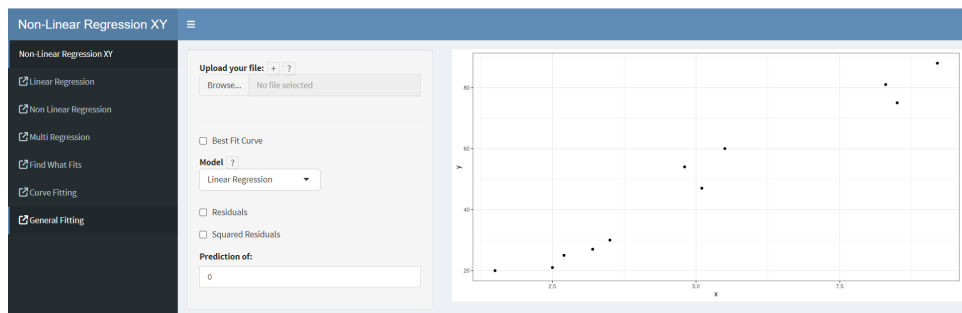 Non-Linear Regression XY
Non-Linear Regression XY
Linear Regression
Non Linear Regression
Multi Regression
Find What Fits
Curve Fitting
General Fitting
Upload your file: + ?
Browse... No file selected
Best Fit Curve
Model ?
Linear Regression
Residuals
Squared Residuals
Prediction of:
0
80
60
y
40
20
2.5 5.0 7.5
x